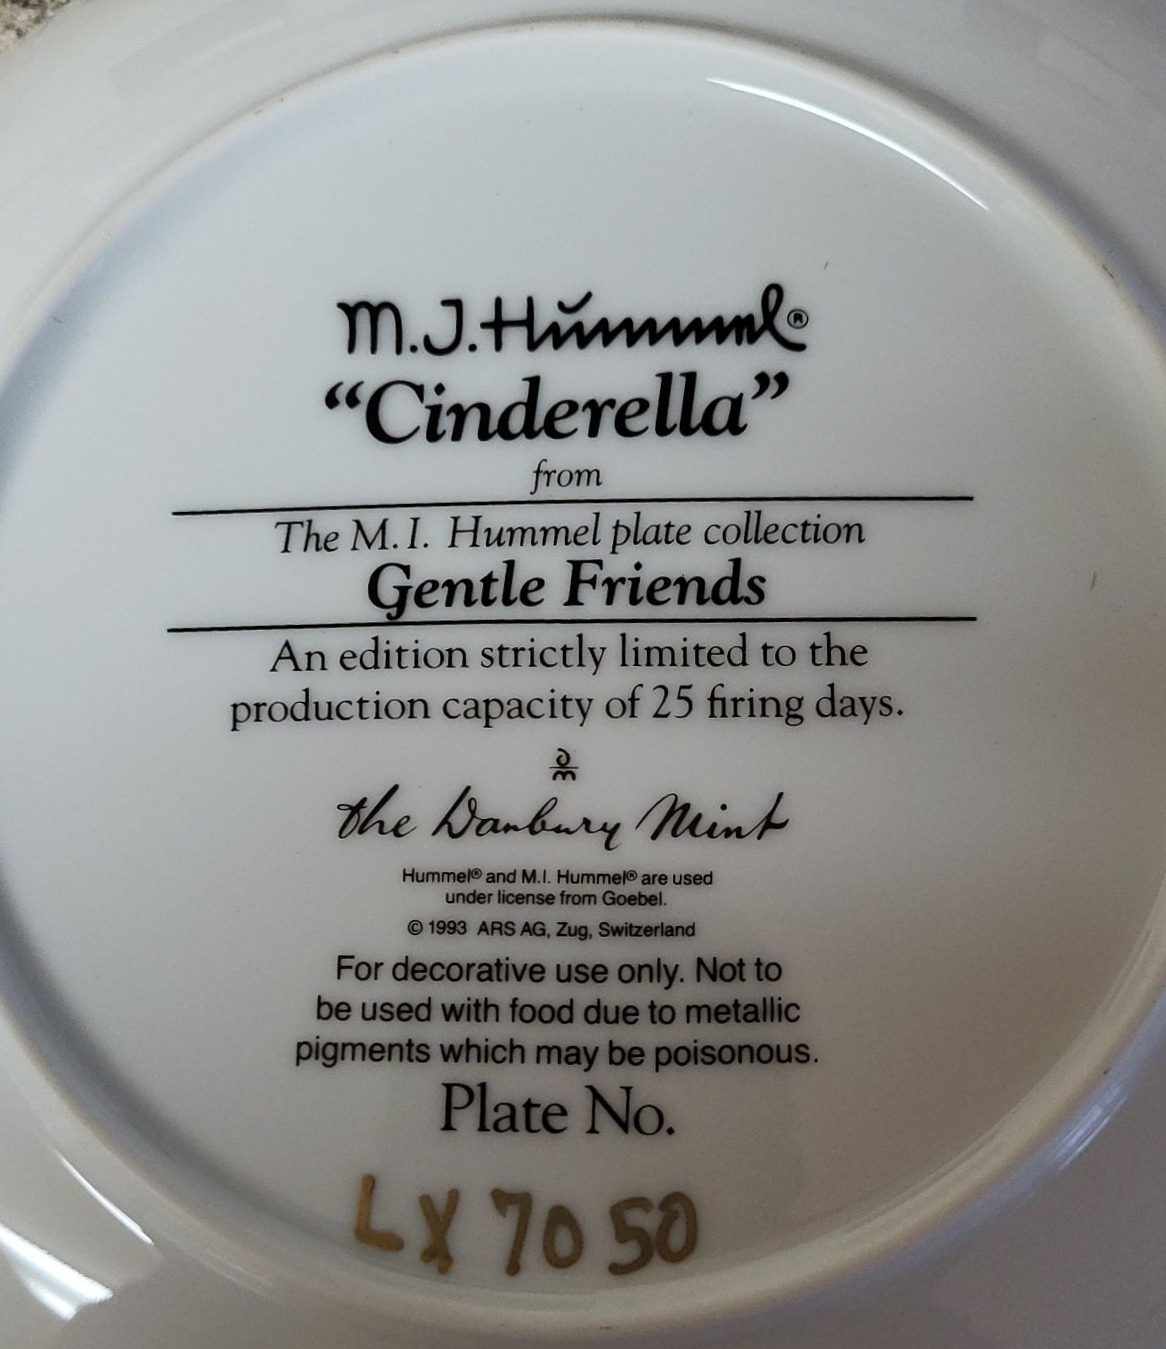 M.J.Hummel®
“Cinderella”
from
The M.I. Hummel plate collection
Gentle Friends
An edition strictly limited to the
production capacity of 25 firing days.
dm
the Danbury Mint
Hummel® and M.I. Hummel® are used
under license from Goebel.
© 1993 ARS AG, Zug, Switzerland
For decorative use only. Not to
be used with food due to metallic
pigments which may be poisonous.
Plate No.
LX 7050